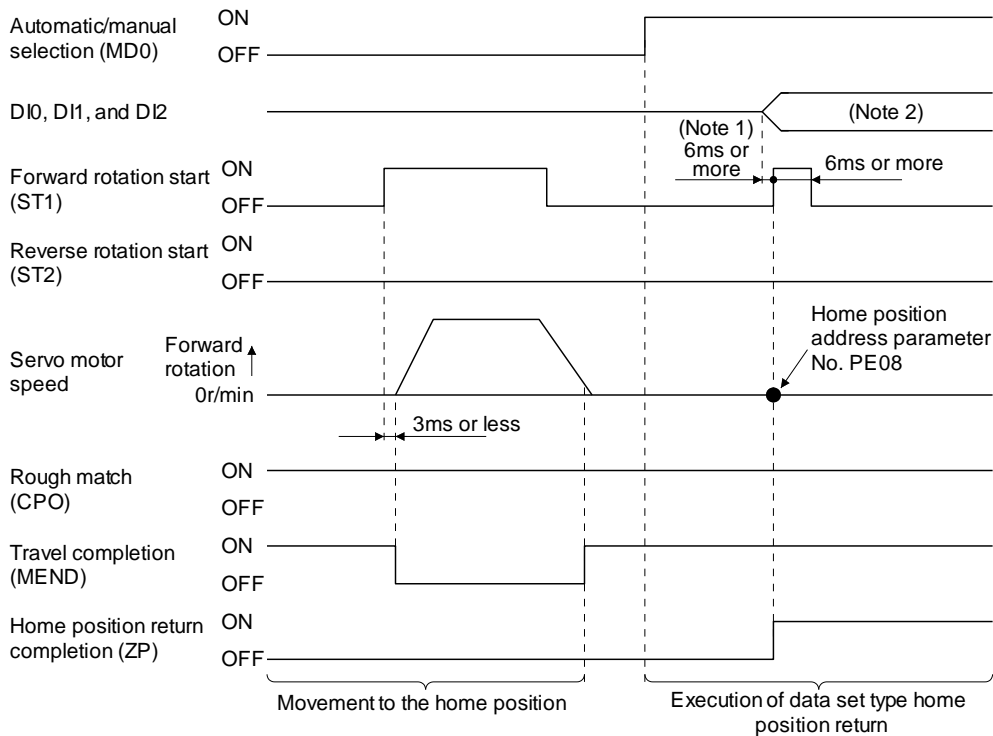 Automatic/manual
selection (MD0)
ON
OFF
DI0, DI1, and DI2
(Note 2)
(Note 1)
6ms or
more
6ms or more
Forward rotation start
(ST1)
ON
OFF
Reverse rotation start
(ST2)
ON
OFF
Home position
address parameter
No. PE08
Servo motor
speed
Forward
rotation
0r/min
3ms or less
Rough match
(CPO)
ON
OFF
Travel completion
(MEND)
ON
OFF
Home position return
completion (ZP)
ON
OFF
Movement to the home position
Execution of data set type home
position return